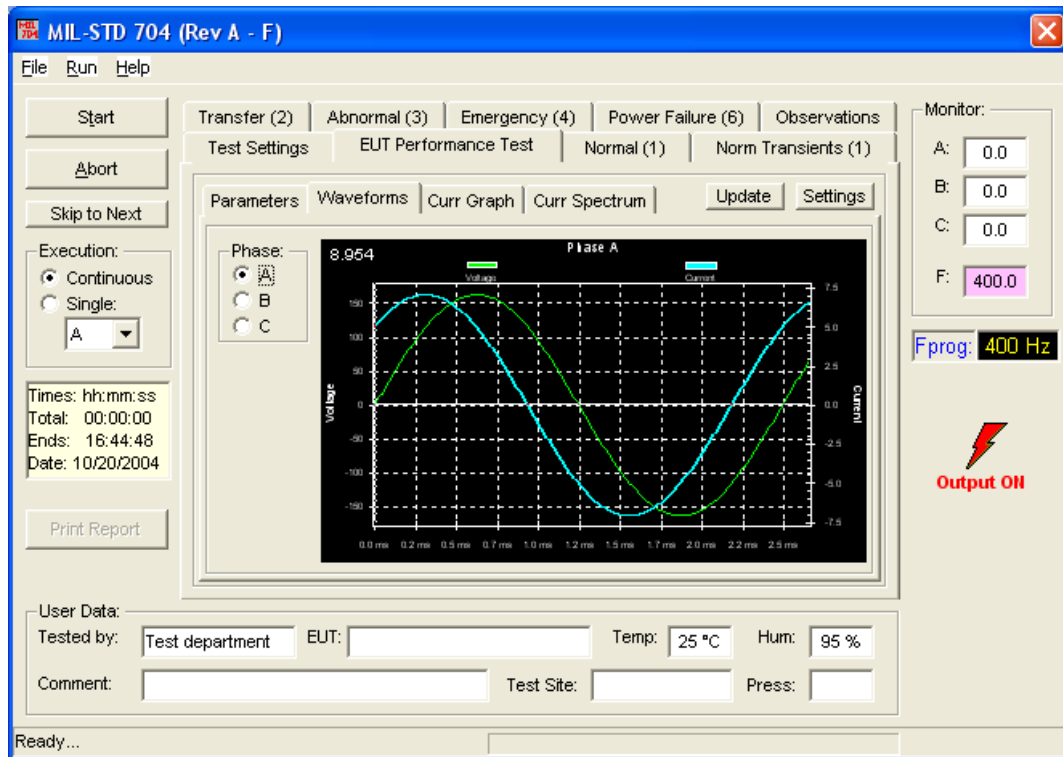 MIL 704 MIL-STD 704 (Rev A - F)
File Run Help
Start
Abort
Skip to Next
Execution:
Continuous
Single:
A
Times: hh:mm:ss
Total: 00:00:00
Ends: 16:44:48
Date: 10/20/2004
Print Report
Transfer (2) Abnormal (3) Emergency (4) Power Failure (6) Observations
Test Settings EUT Performance Test Normal (1) Norm Transients (1)
Parameters Waveforms Curr Graph Curr Spectrum Update Settings
Phase:
A
B
C
8.954 Phase A
Voltage Current
150
100
50
0
-50
-100
-150
Voltage
7.5
5.0
2.5
0.0
-2.5
-5.0
-7.5
Current
0.0 ms 0.2 ms 0.5 ms 0.7 ms 1.0 ms 1.2 ms 1.5 ms 1.7 ms 2.0 ms 2.2 ms 2.5 ms
Monitor:
A: 0.0
B: 0.0
C: 0.0
F: 400.0
Fprog: 400 Hz
Output ON
User Data:
Tested by: Test department EUT: Temp: 25 °C Hum: 95 %
Comment: Test Site: Press:
Ready...